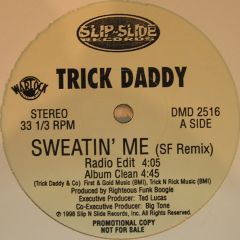 SLIP-N-SLIDE
RECORDS
WARLOCK
TRICK DADDY
STEREO
33 1/3 RPM
DMD 2516
A SIDE
SWEATIN' ME (SF Remix)
Radio Edit 4:05
Album Clean 4:45
(Trick Daddy & Co) First & Gold Music (BMI), Trick N Rick Music (BMI)
Produced by Righteous Funk Boogie
Executive Producer: Ted Lucas
Co-Executive Producer: Big Tone
1998 Slip N Slide Records, Inc. All Rights Reserved.
PROMOTIONAL COPY
NOT FOR SALE